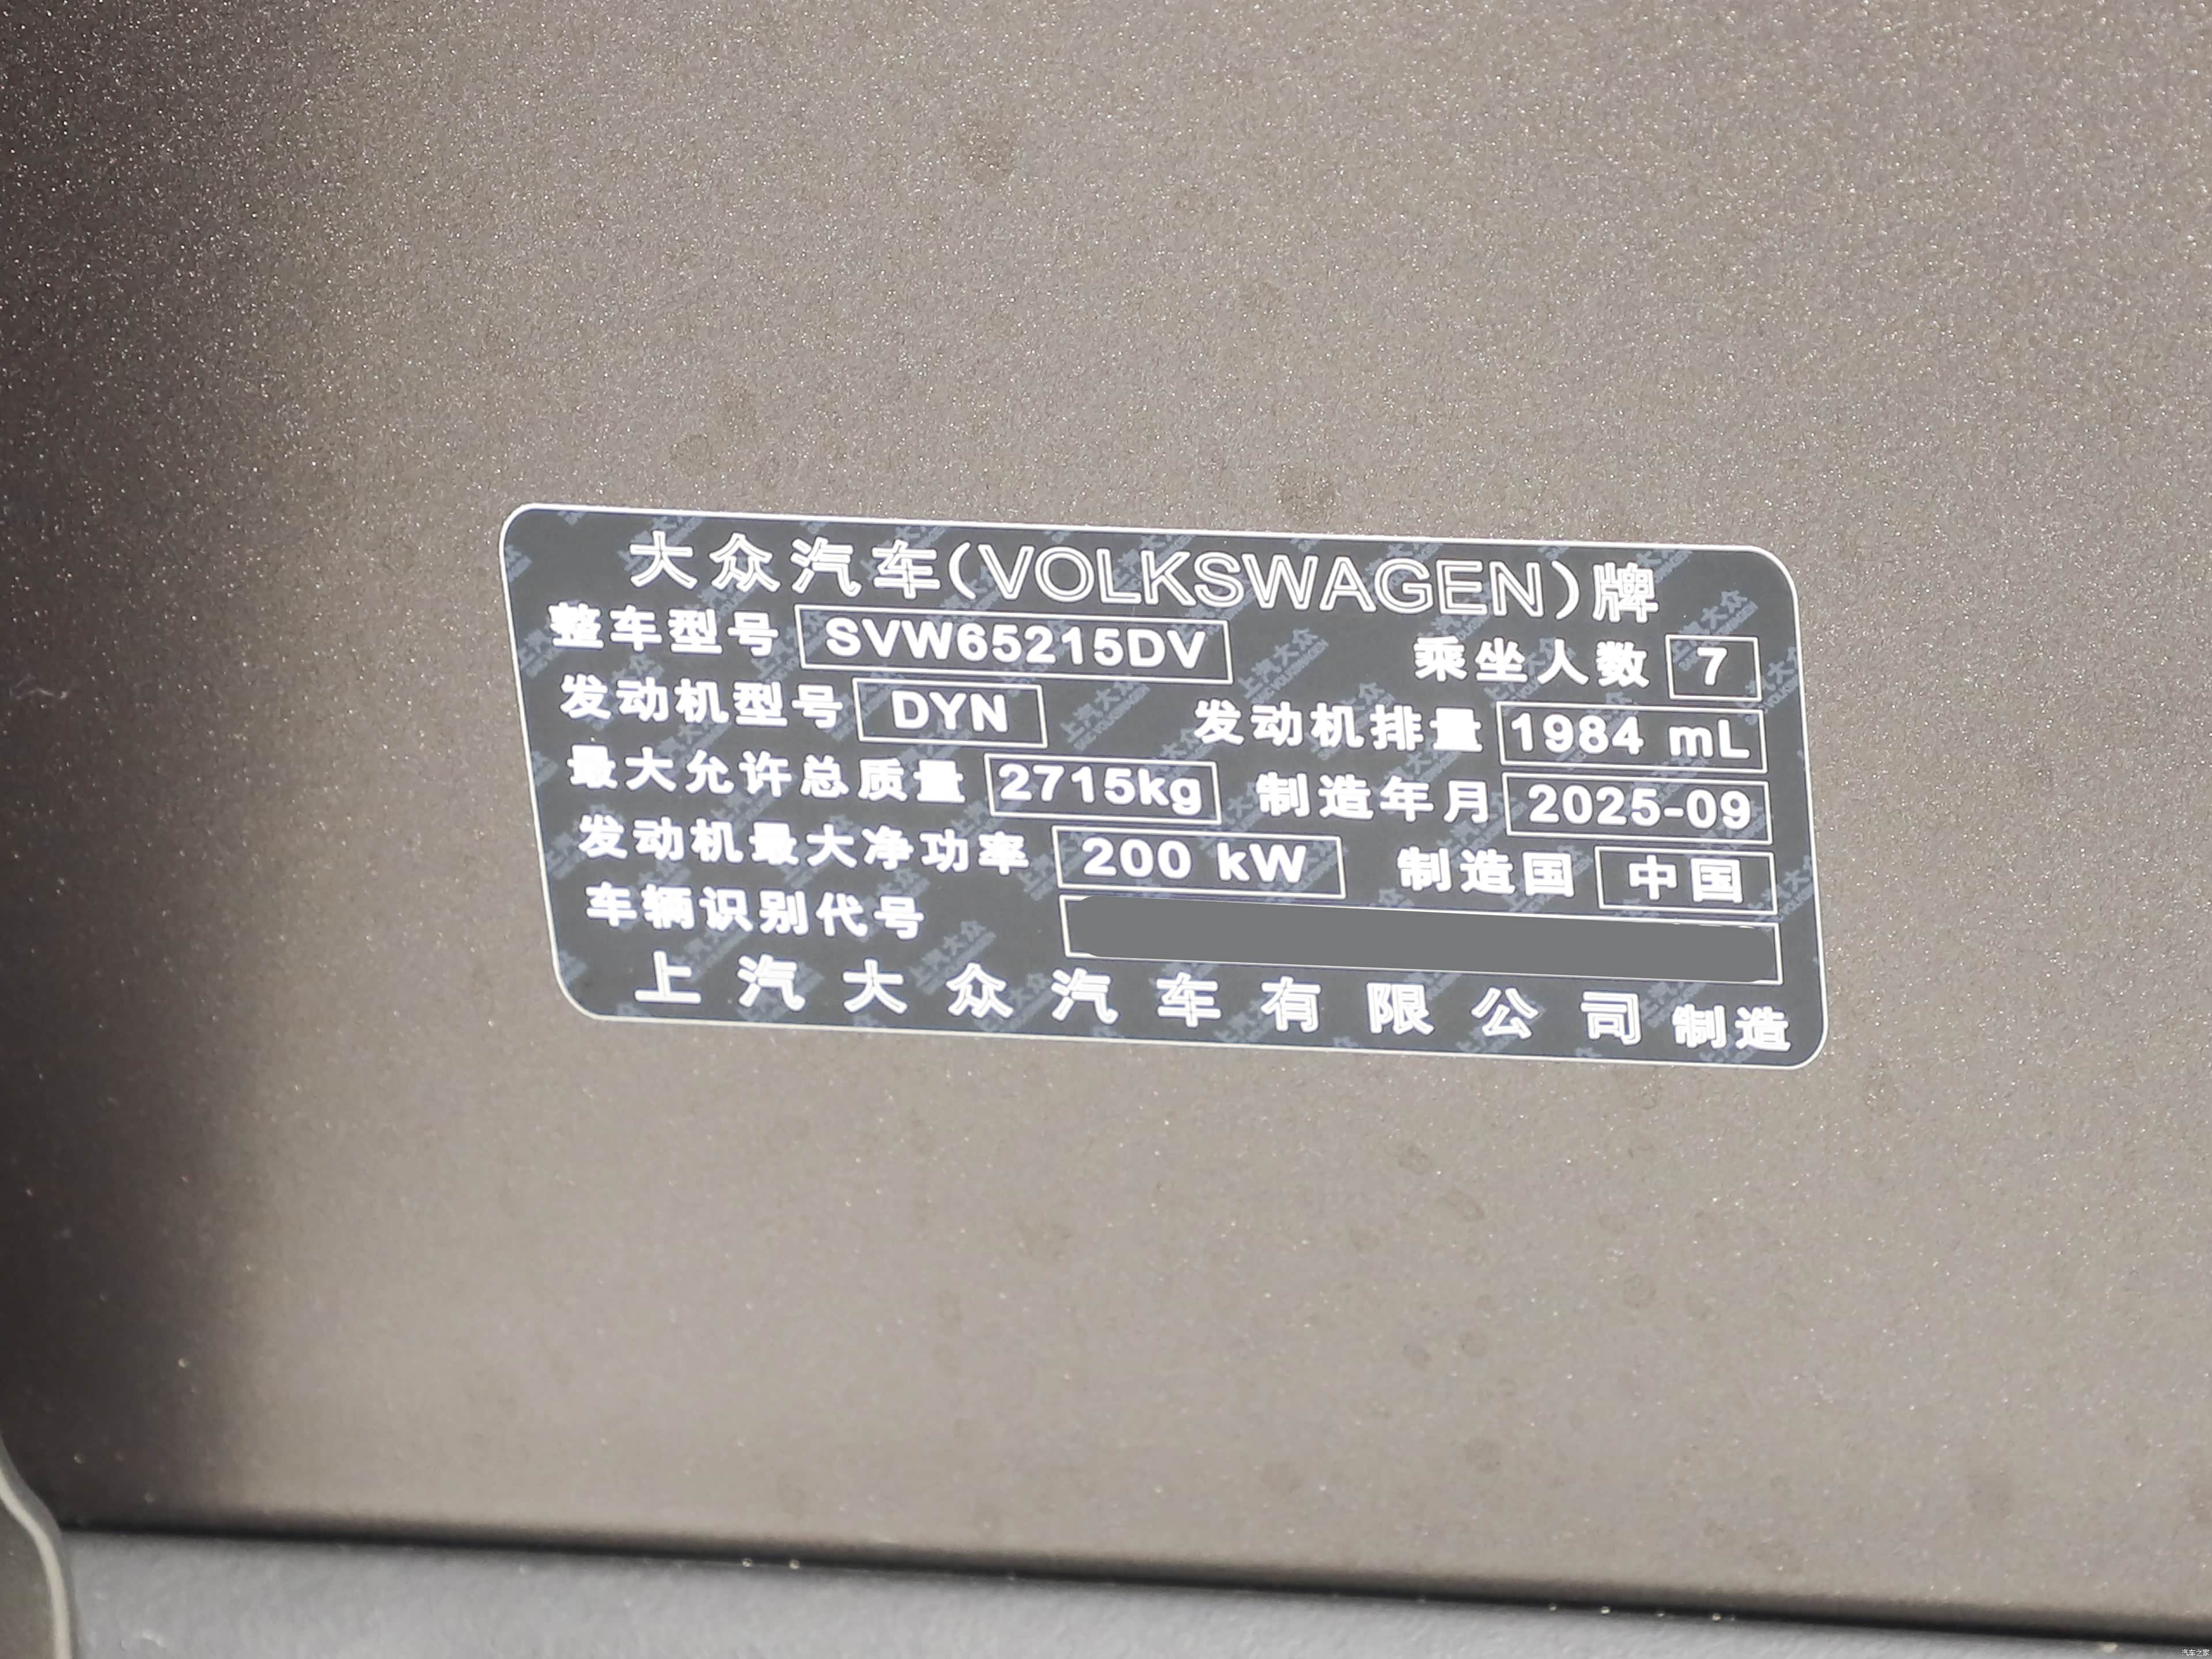 大众汽车(VOLKSWAGEN)牌
整车型号 SVW65215DV 乘坐人数 7
发动机型号 DYN 发动机排量 1984 mL
最大允许总质量 2715kg 制造年月 2025-09
发动机最大净功率 200 kW 制造国 中国
车辆识别代号
上汽大众汽车有限公司 制造
汽车之家